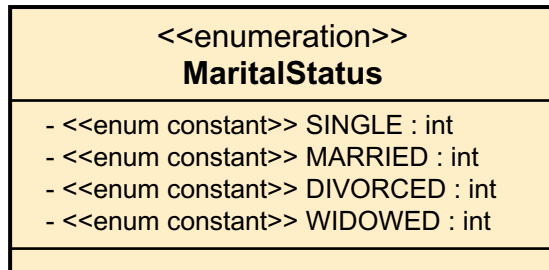 <<enumeration>>
MaritalStatus
- <<enum constant>> SINGLE : int
- <<enum constant>> MARRIED : int
- <<enum constant>> DIVORCED : int
- <<enum constant>> WIDOWED : int